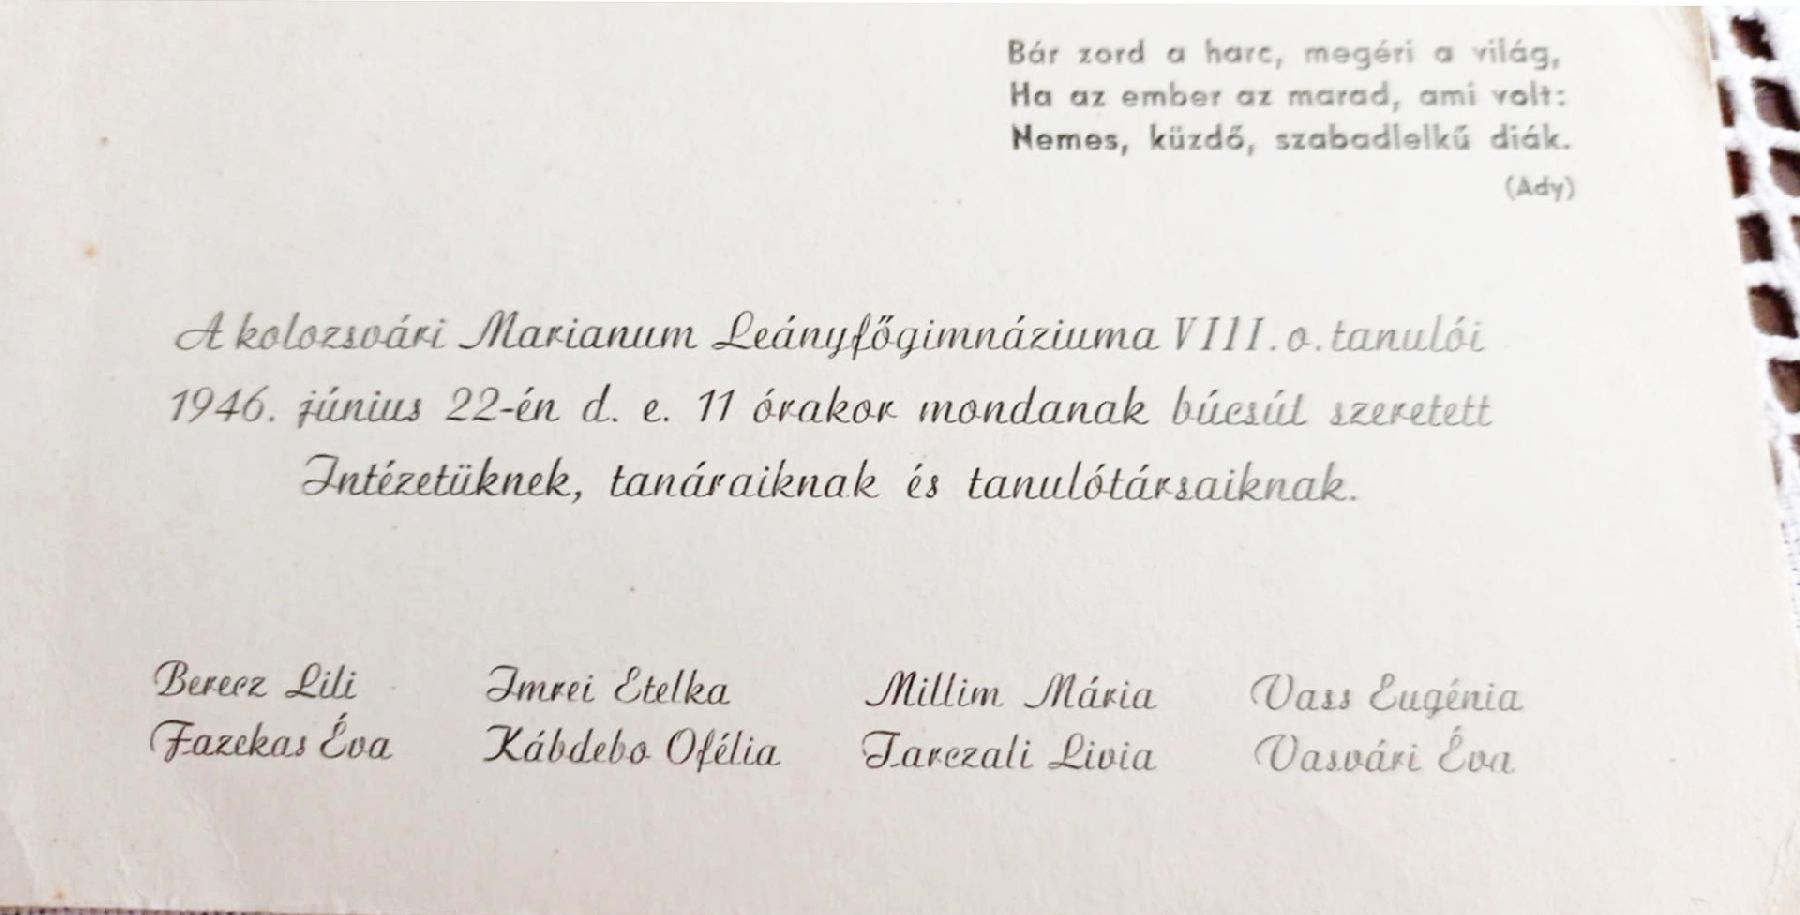 Bár zord a harc, megéri a világ,
Ha az ember az marad, ami volt:
Nemes, küzdő, szabadlelkű diák.
(Ady)
A kolozsvári Marianum Leányfőgimnáziuma VIII. o. tanulói
1946. június 22-én d. e. 11 órakor mondanak búcsút szeretett
Intézetüknek, tanáraiknak és tanulótársaiknak.
Berecz Lili Imrei Etelka Millim Mária Vass Eugénia
Fazekas Éva Kábdebo Ofélia Tarczali Livia Vasvári Éva